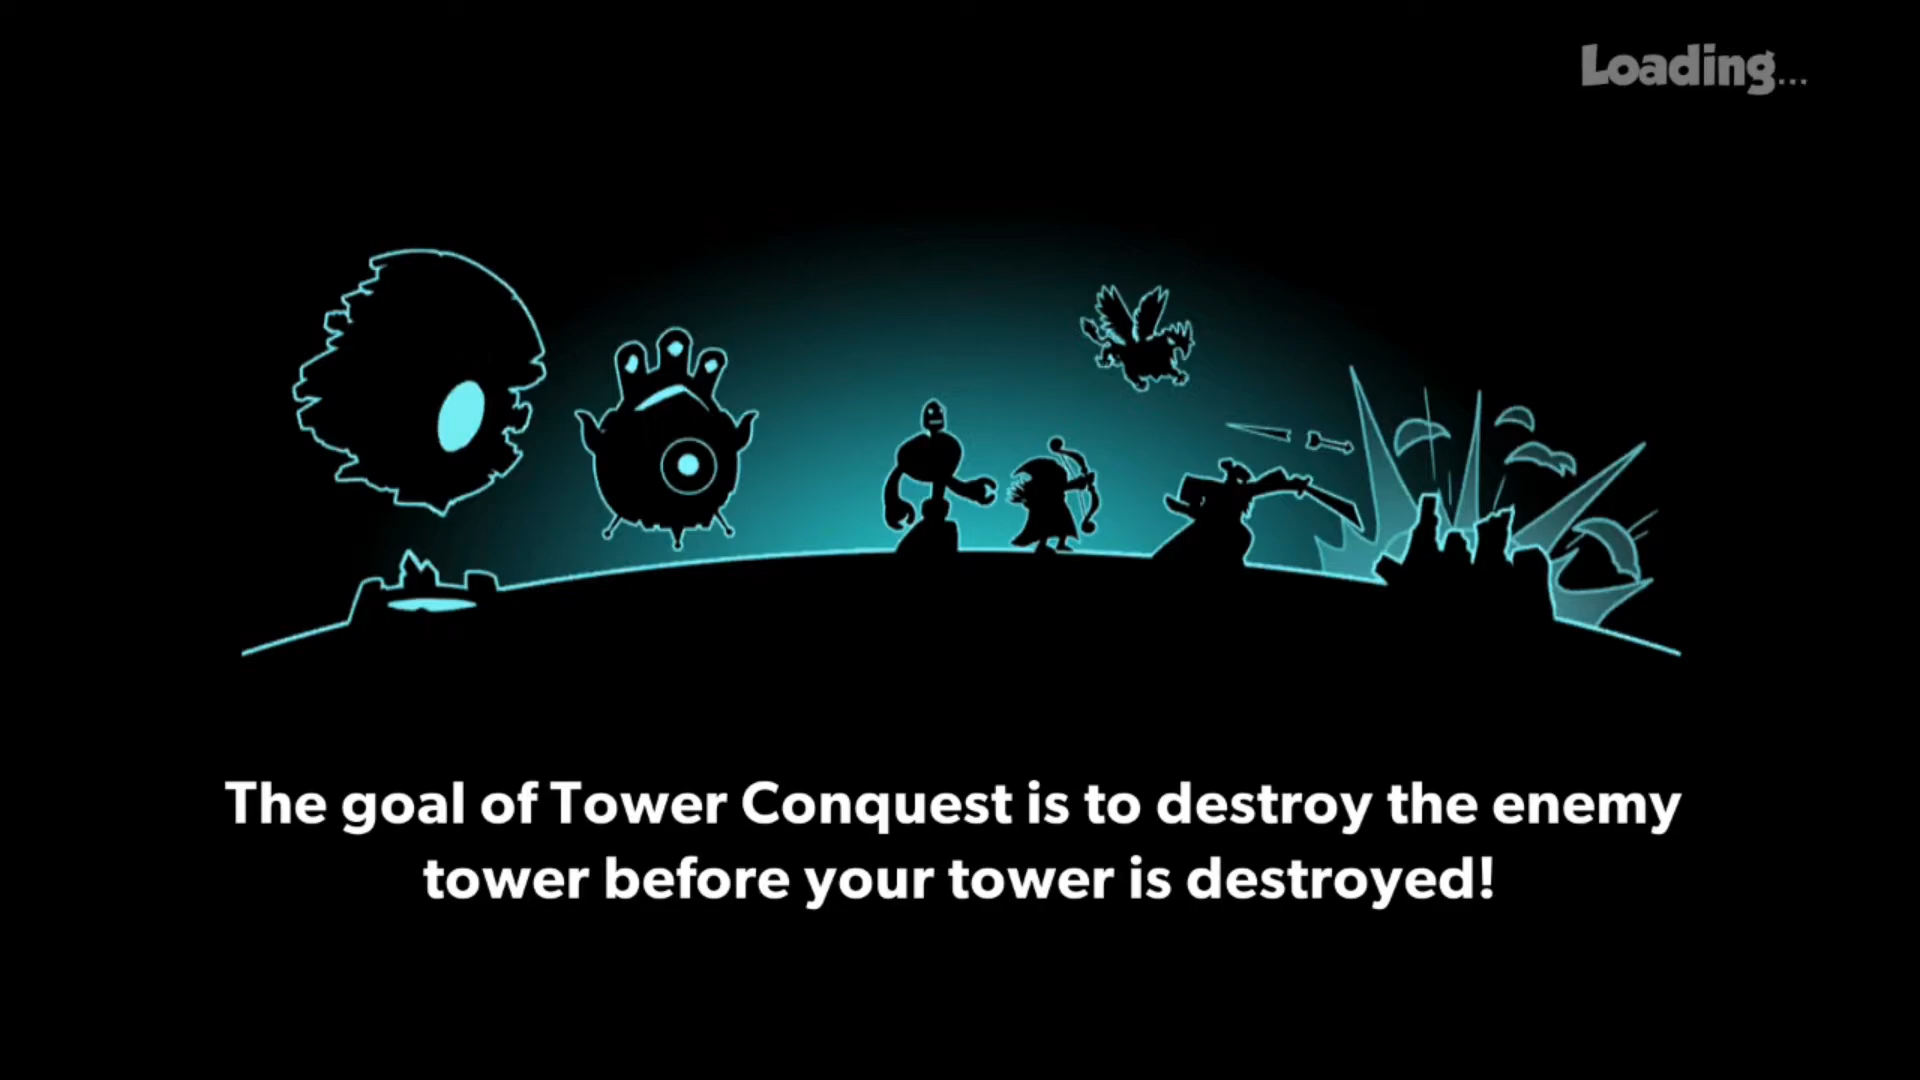 Loading...
The goal of Tower Conquest is to destroy the enemy
tower before your tower is destroyed!